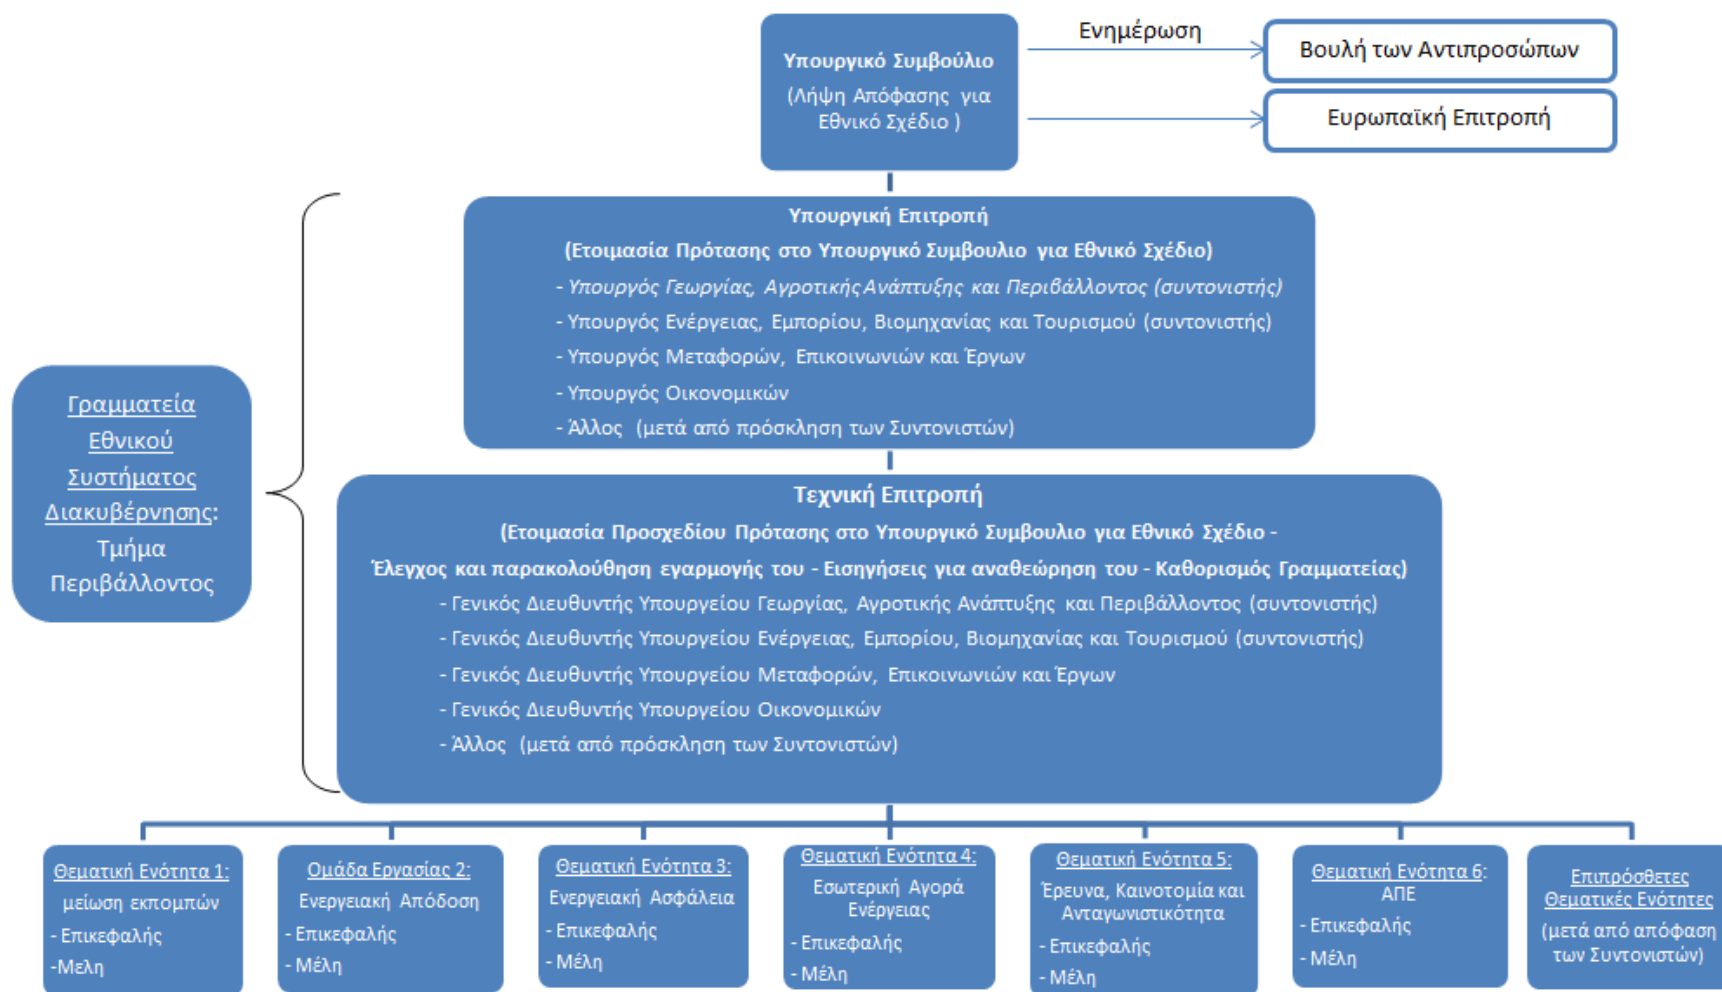 Υπουργικό Συμβούλιο
(Λήψη Απόφασης για
Εθνικό Σχέδιο )
Ενημέρωση
Βουλή των Αντιπροσώπων
Ευρωπαϊκή Επιτροπή
Υπουργική Επιτροπή
(Ετοιμασία Πρότασης στο Υπουργικό Συμβουλιο για Εθνικό Σχέδιο)
- Υπουργός Γεωργίας, Αγροτικής Ανάπτυξης και Περιβάλλοντος (συντονιστής)
- Υπουργός Ενέργειας, Εμπορίου, Βιομηχανίας και Τουρισμού (συντονιστής)
- Υπουργός Μεταφορών, Επικοινωνιών και Έργων
- Υπουργός Οικονομικών
- Άλλος (μετά από πρόσκληση των Συντονιστών)
Γραμματεία
Εθνικού
Συστήματος
Διακυβέρνησης:
Τμήμα
Περιβάλλοντος
Τεχνική Επιτροπή
(Ετοιμασία Προσχεδίου Πρότασης στο Υπουργικό Συμβουλιο για Εθνικό Σχέδιο -
Έλεγχος και παρακολούθηση εγαρμογής του - Εισηγήσεις για αναθεώρηση του - Καθορισμός Γραμματείας)
- Γενικός Διευθυντής Υπουργείου Γεωργίας, Αγροτικής Ανάπτυξης και Περιβάλλοντος (συντονιστής)
- Γενικός Διευθυντής Υπουργείου Ενέργειας, Εμπορίου, Βιομηχανίας και Τουρισμού (συντονιστής)
- Γενικός Διευθυντής Υπουργείου Μεταφορών, Επικοινωνιών και Έργων
- Γενικός Διευθυντής Υπουργείου Οικονομικών
- Άλλος (μετά από πρόσκληση των Συντονιστών)
Θεματική Ενότητα 1:
μείωση εκπομπών
- Επικεφαλής
-Μελη
Ομάδα Εργασίας 2:
Ενεργειακή Απόδοση
- Επικεφαλής
- Μέλη
Θεματική Ενότητα 3:
Ενεργειακή Ασφάλεια
- Επικεφαλής
- Μέλη
Θεματική Ενότητα 4:
Εσωτερική Αγορά
Ενέργειας
- Επικεφαλής
- Μέλη
Θεματική Ενότητα 5:
Έρευνα, Καινοτομία και
Ανταγωνιστικότητα
- Επικεφαλής
- Μέλη
Θεματική Ενότητα 6:
ΑΠΕ
- Επικεφαλής
- Μέλη
Επιπρόσθετες
Θεματικές Ενότητες
(μετά από απόφαση
των Συντονιστών)